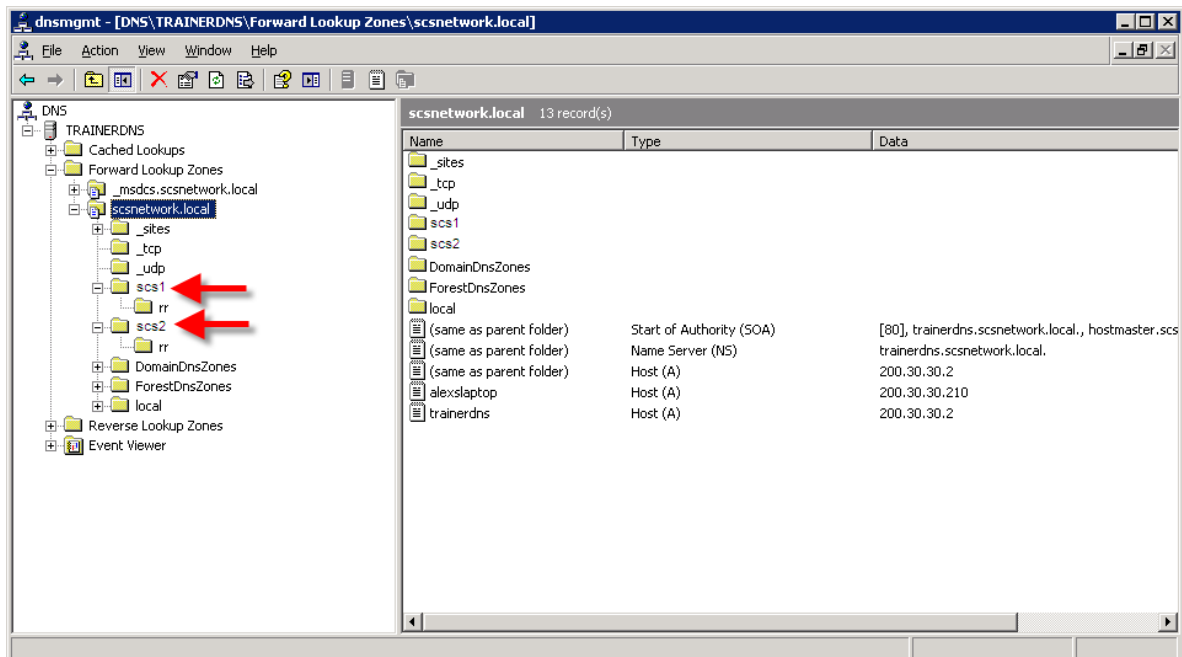 dnsmgmt - [DNS\TRAINERDNS\Forward Lookup Zones\scsnetwork.local]
File Action View Window Help
DNS
TRAINERDNS
Cached Lookups
Forward Lookup Zones
_msdcs.scsnetwork.local
scsnetwork.local
_sites
_tcp
_udp
scs1
rr
scs2
rr
DomainDnsZones
ForestDnsZones
local
Reverse Lookup Zones
Event Viewer
scsnetwork.local 13 record(s)
Name Type Data
_sites
_tcp
_udp
scs1
scs2
DomainDnsZones
ForestDnsZones
local
(same as parent folder) Start of Authority (SOA) [80], trainerdns.scsnetwork.local., hostmaster.scs
(same as parent folder) Name Server (NS) trainerdns.scsnetwork.local.
(same as parent folder) Host (A) 200.30.30.2
alexslaptop Host (A) 200.30.30.210
trainerdns Host (A) 200.30.30.2